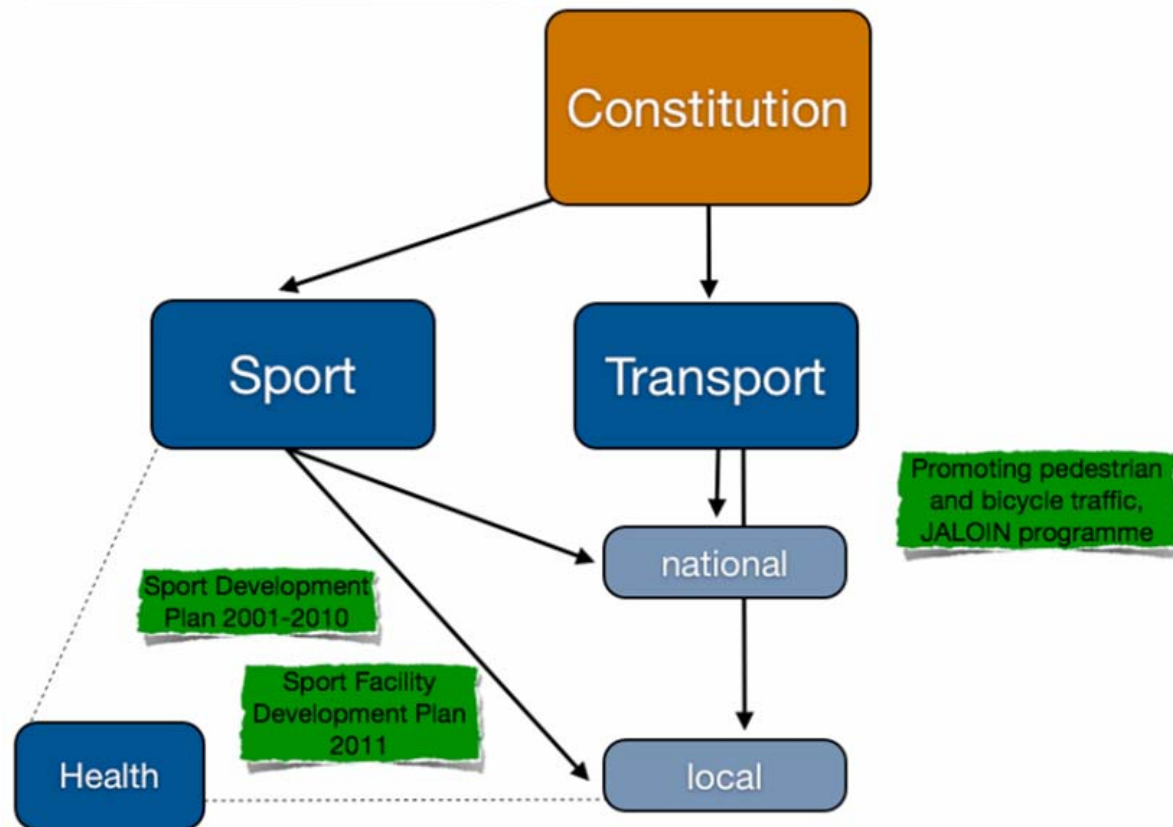 Constitution
Sport
Transport
Promoting pedestrian
and bicycle traffic,
JALOIN programme
national
Sport Development
Plan 2001-2010
Sport Facility
Development Plan
2011
Health
local